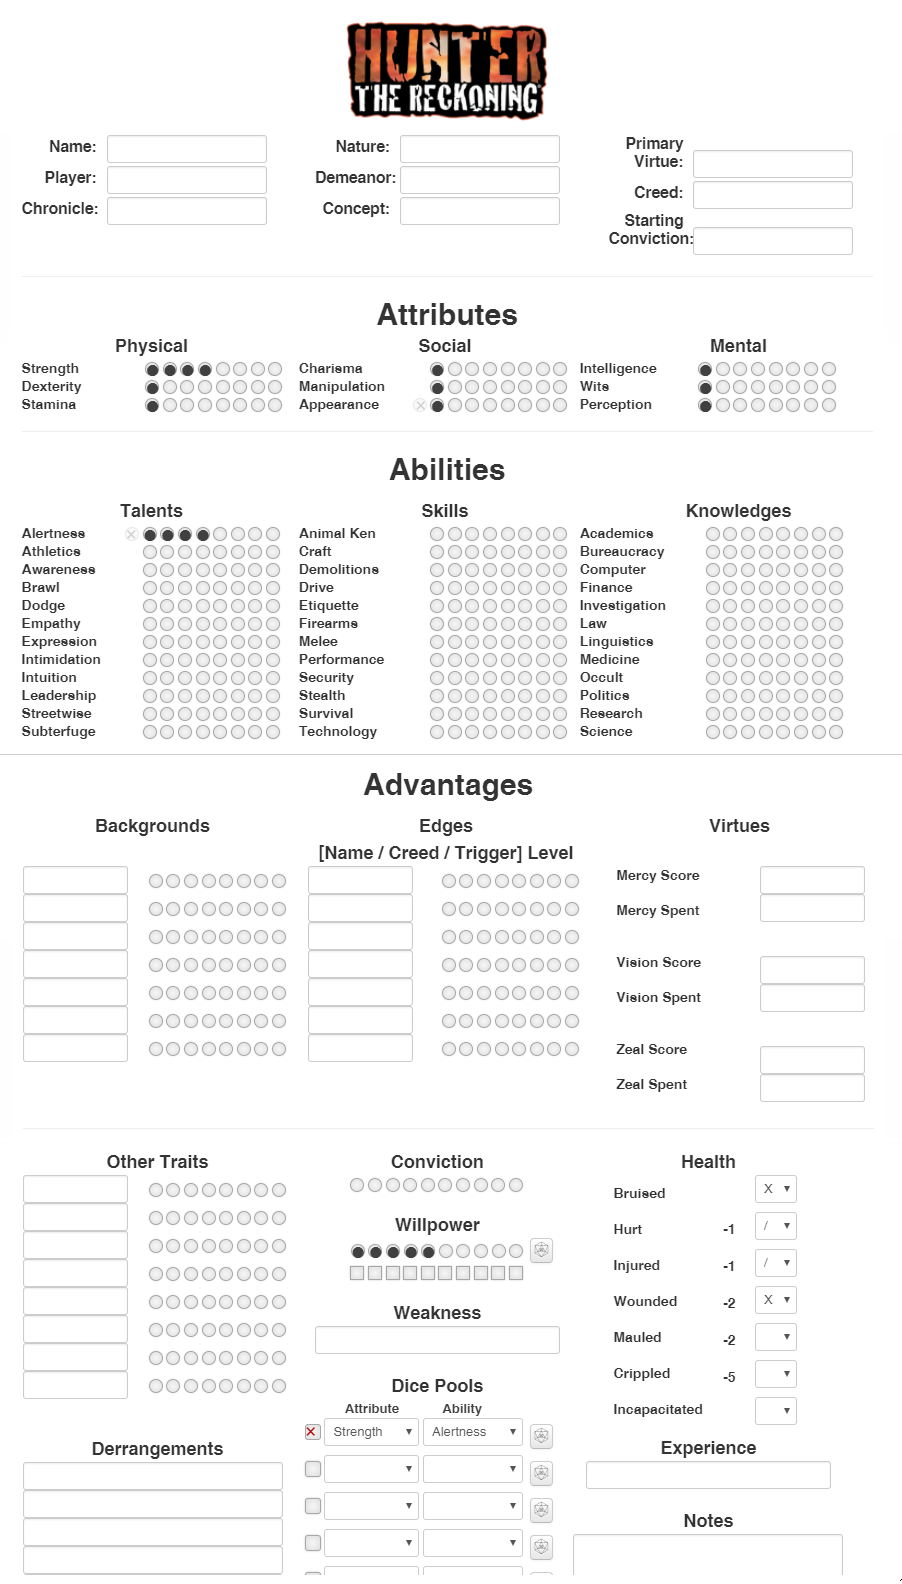 HUNTER
THE RECKONING
Name: Nature: Primary Virtue:
Player: Demeanor: Creed:
Chronicle: Concept: Starting Conviction:
Attributes
Physical Social Mental
Strength Charisma Intelligence
Dexterity Manipulation Wits
Stamina Appearance Perception
Abilities
Talents Skills Knowledges
Alertness Animal Ken Academics
Athletics Craft Bureaucracy
Awareness Demolitions Computer
Brawl Drive Finance
Dodge Etiquette Investigation
Empathy Firearms Law
Expression Melee Linguistics
Intimidation Performance Medicine
Intuition Security Occult
Leadership Stealth Politics
Streetwise Survival Research
Subterfuge Technology Science
Advantages
Backgrounds Edges Virtues
[Name / Creed / Trigger] Level
Mercy Score
Mercy Spent
Vision Score
Vision Spent
Zeal Score
Zeal Spent
Other Traits Conviction Health
Bruised X
Willpower
Hurt -1 /
Injured -1 /
Wounded -2 X
Weakness
Mauled -2
Crippled -5
Dice Pools
Attribute Ability
Incapacitated
Strength Alertness
Derrangements Experience
Notes